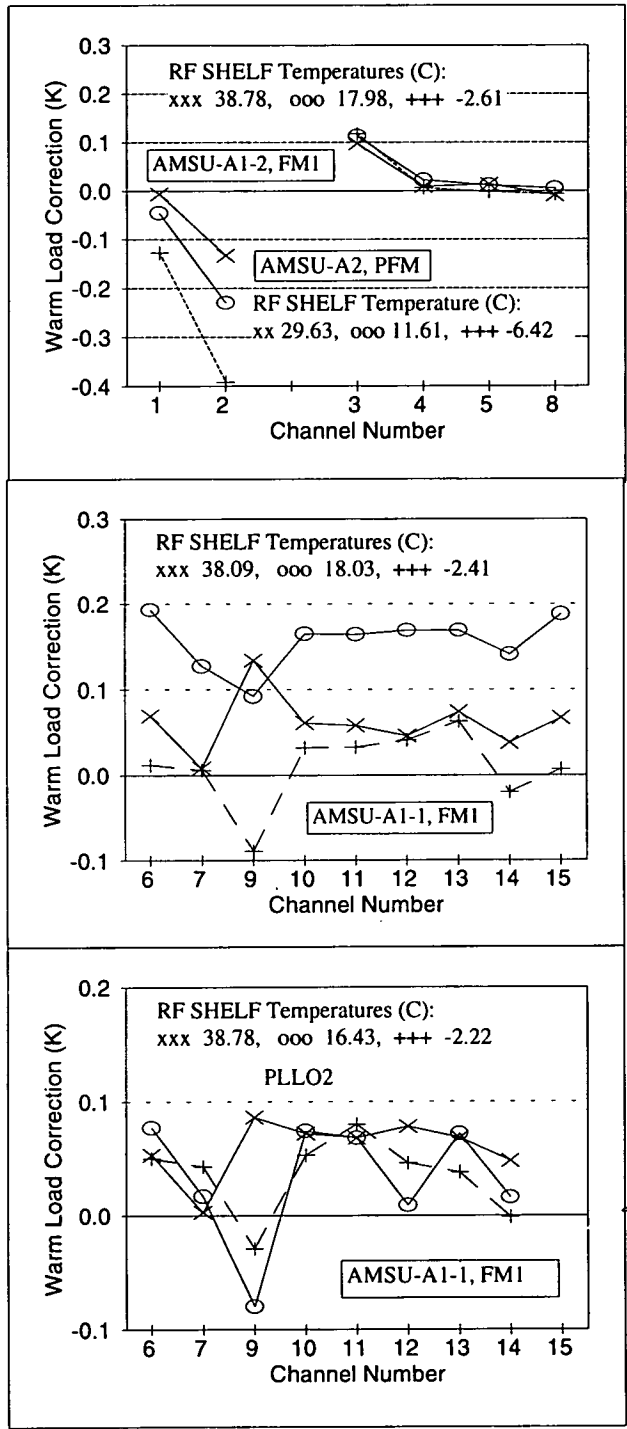 0.3
RF SHELF Temperatures (C):
0.2
xxx 38.78, ooo 17.98, +++ -2.61
0.1
AMSU-A1-2, FM1
0.0
-0.1
AMSU-A2, PFM
-0.2
RF SHELF Temperature (C):
xx 29.63, ooo 11.61, +++ -6.42
-0.3
-0.4
Warm Load Correction (K)
1 2 3 4 5 8
Channel Number
0.3
RF SHELF Temperatures (C):
xxx 38.09, ooo 18.03, +++ -2.41
0.2
0.1
0.0
AMSU-A1-1, FM1
-0.1
Warm Load Correction (K)
6 7 9 10 11 12 13 14 15
Channel Number
0.2
RF SHELF Temperatures (C):
xxx 38.78, ooo 16.43, +++ -2.22
PLLO2
0.1
0.0
AMSU-A1-1, FM1
-0.1
Warm Load Correction (K)
6 7 9 10 11 12 13 14 15
Channel Number